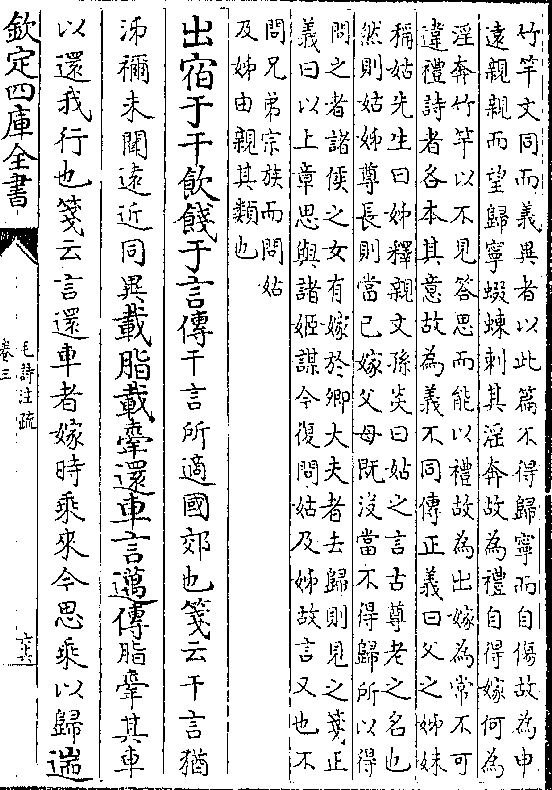 竹竿文同而義異者以此篇不得歸寧而自傷故為申
遠親親而望歸寧蝃蝀刺其淫奔故為禮自得嫁何為
淫奔竹竿以不見答思而能以禮故為出嫁為常不可
違禮詩者各本其意故為義不同傳正義曰父之姊妹
稱姑先生曰姊釋親文孫炎曰姑之言古尊老之名也
然則姑姊尊長則當已嫁父母既沒當不得歸所以得
問之者諸侯之女有嫁於卿大夫者去歸則見之箋正
義曰以上章思與諸姬謀今復問姑及姊故言又也不
問兄弟宗族而問姑
及姊由親其類也
出宿于干飲餞于言傳干言所適國郊也箋云干言猶
沛禰未聞遠近同異載脂載舝還車言邁傳脂舝其車
以還我行也箋云言還車者嫁時乘來今思乘以歸遄
欽定四庫全書
毛詩注疏
卷三
六六